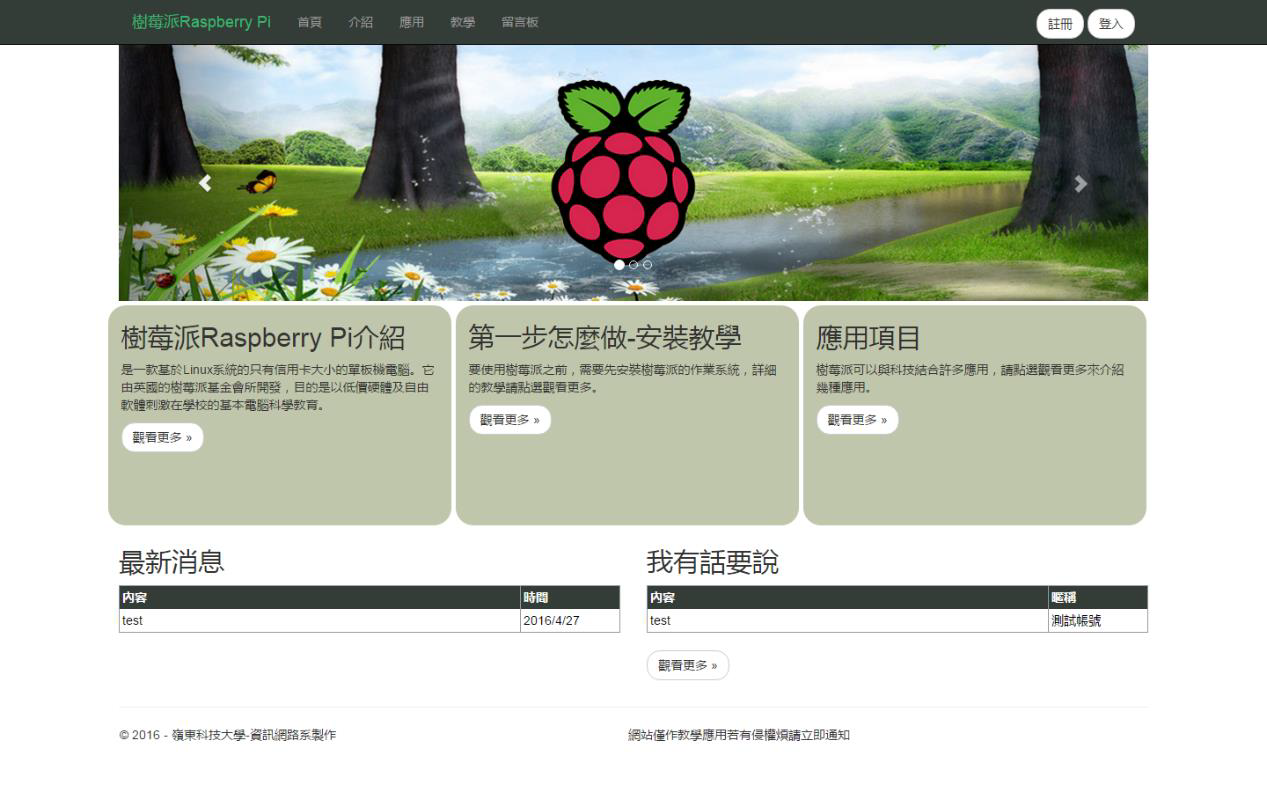 樹莓派Raspberry Pi 首頁 介紹 應用 教學 留言板 註冊 登入
樹莓派Raspberry Pi介紹
是一款基於Linux系統的只有信用卡大小的單板機電腦。它
由英國的樹莓派基金會所開發，目的是以低價硬體及自由
軟體刺激在學校的基本電腦科學教育。
觀看更多 »
第一步怎麼做-安裝教學
要使用樹莓派之前，需要先安裝樹莓派的作業系統，詳細
的教學請點選觀看更多。
觀看更多 »
應用項目
樹莓派可以與科技結合許多應用，請點選觀看更多來介紹
幾種應用。
觀看更多 »
最新消息
內容 時間
test 2016/4/27
我有話要說
內容 暱稱
test 測試帳號
觀看更多 »
© 2016 - 嶺東科技大學-資訊網路系製作
網站僅作教學應用若有侵權煩請立即通知